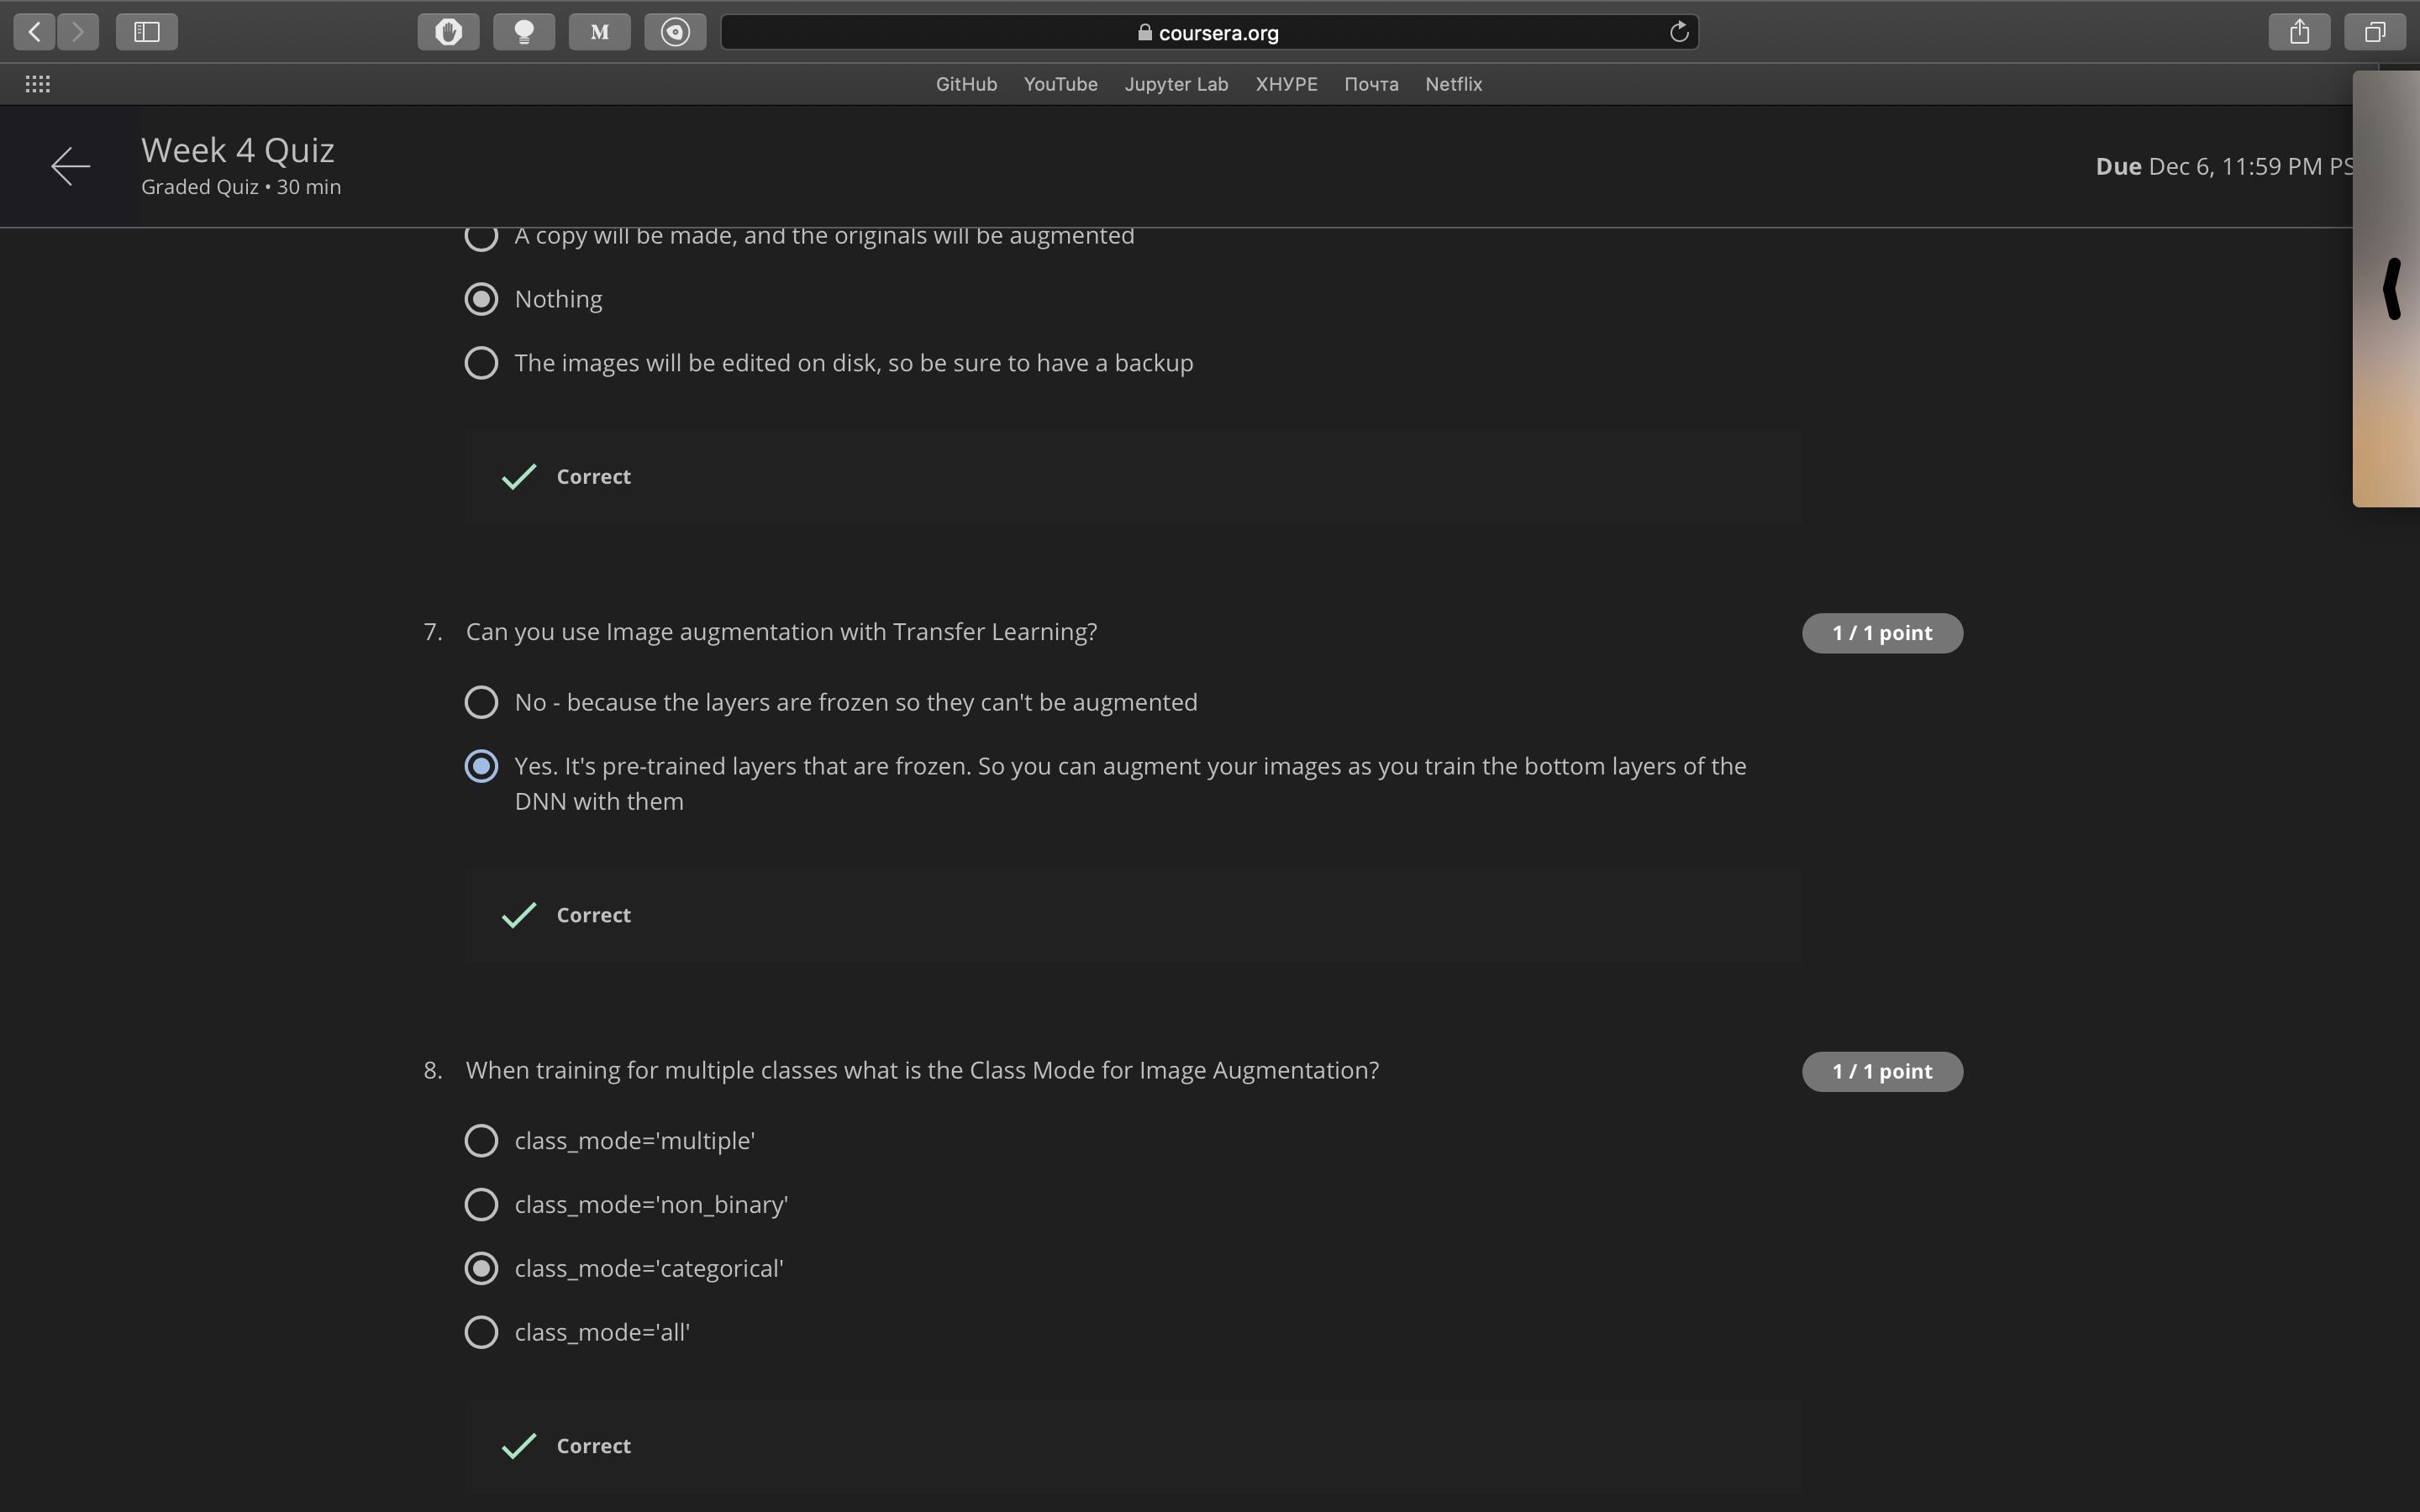 M
coursera.org
GitHub YouTube Jupyter Lab ХНУРЕ Почта Netflix
Week 4 Quiz
Graded Quiz • 30 min
Due Dec 6, 11:59 PM PS
A copy will be made, and the originals will be augmented
Nothing
The images will be edited on disk, so be sure to have a backup
Correct
7. Can you use Image augmentation with Transfer Learning?
1 / 1 point
No - because the layers are frozen so they can't be augmented
Yes. It's pre-trained layers that are frozen. So you can augment your images as you train the bottom layers of the
DNN with them
Correct
8. When training for multiple classes what is the Class Mode for Image Augmentation?
1 / 1 point
class_mode='multiple'
class_mode='non_binary'
class_mode='categorical'
class_mode='all'
Correct